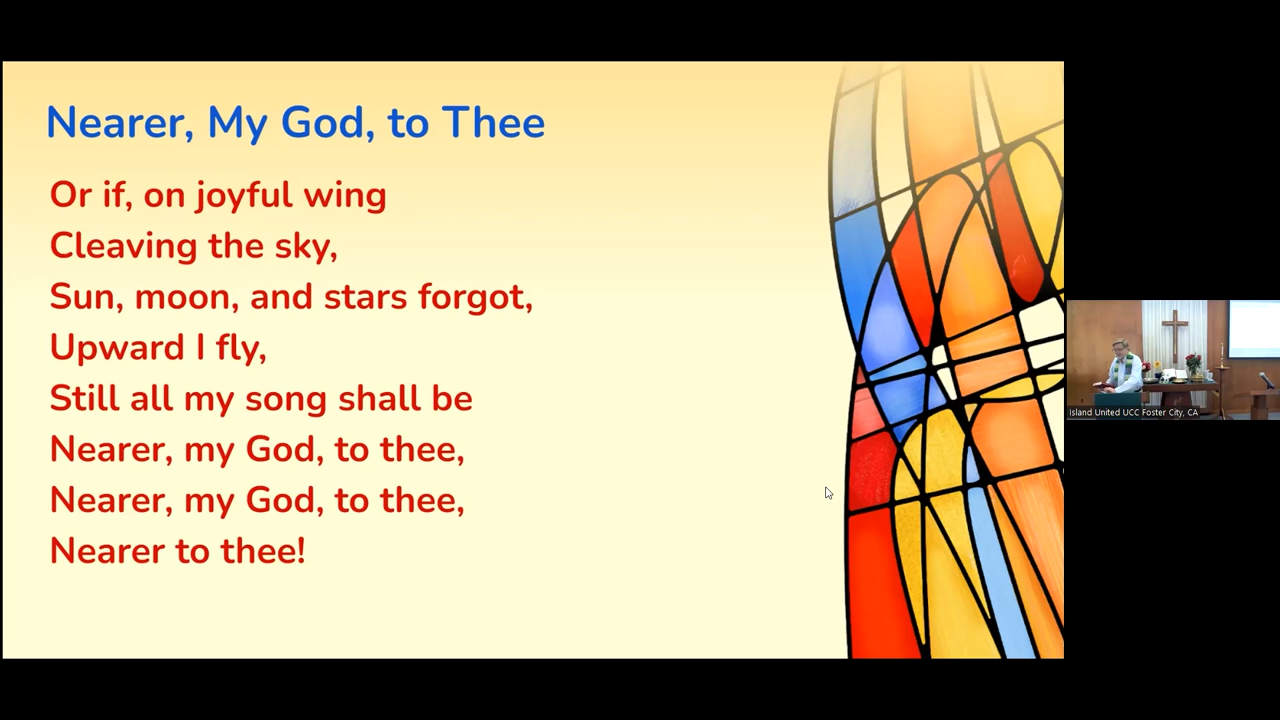 Nearer, My God, to Thee
Or if, on joyful wing
Cleaving the sky,
Sun, moon, and stars forgot,
Upward I fly,
Still all my song shall be
Nearer, my God, to thee,
Nearer, my God, to thee,
Nearer to thee!
Island United UCC Foster City, CA